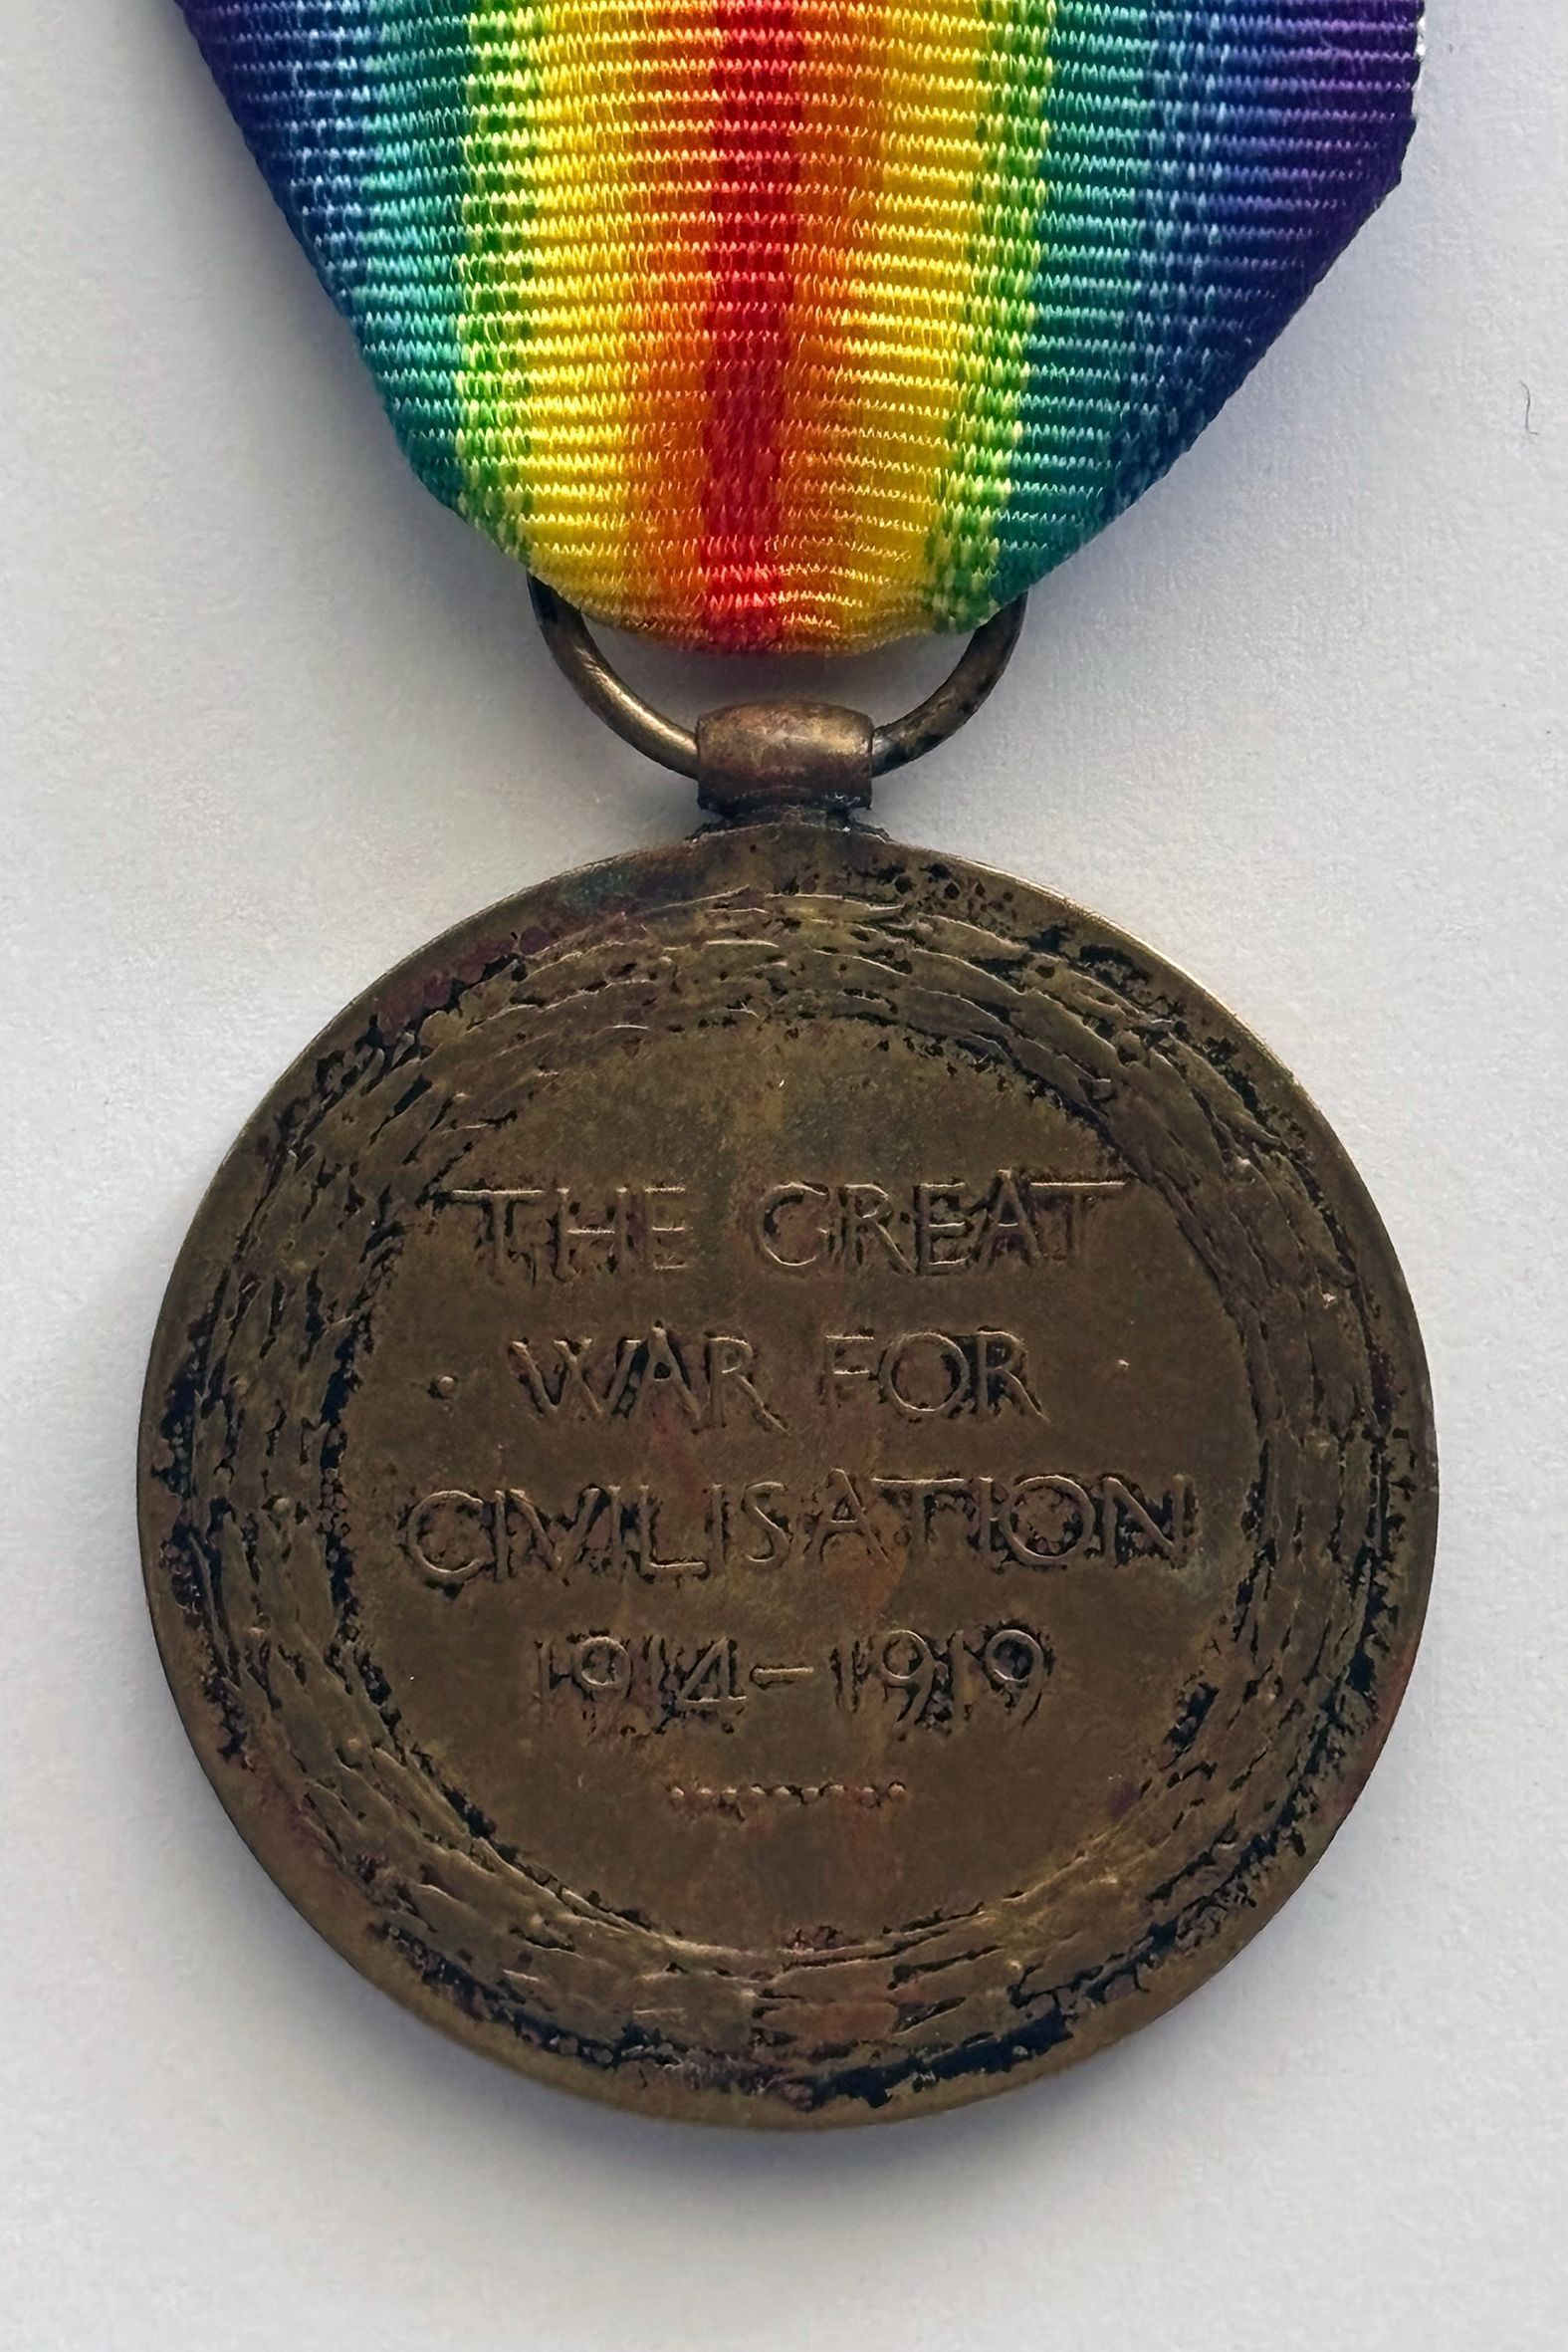 THE GREAT
· WAR FOR ·
CIVILISATION
1914–1919